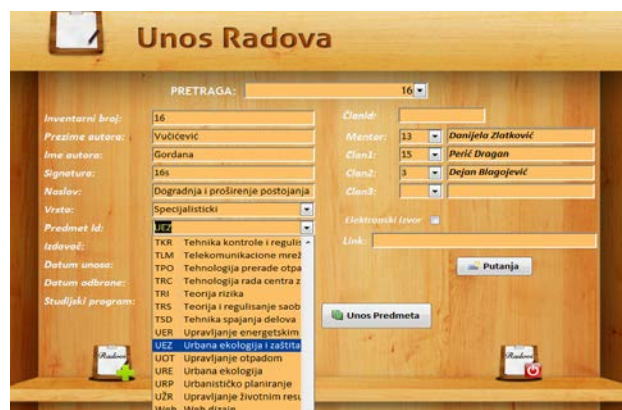 Unos Radova
PRETRAGA: 16
Inventarni broj: 16
Prezime autora: Vučićević
Ime autora: Gordana
Signatura: 16s
Naslov: Dogradnja i proširenje postojanja
Vrsta: Specijalisticki
Predmet Id: UEZ
Izdavač:
Datum unosa:
Datum odbrane:
Studijski program:
TKR Tehnika kontrole i regulis
TLM Telekomunikacione mrež
TPO Tehnologija prerade otpa
TRC Tehnologija rada centra z
TRI Teorija rizika
TRS Teorija i regulisanje saob
TSD Tehnika spajanja delova
UER Upravljanje energetskim
UEZ Urbana ekologija i zaštita
UOT Upravljanje otpadom
URE Urbana ekologija
URP Urbanističko planiranje
UŽR Upravljanje životnim resu
Web Web dizajn
ČlanId:
Mentor: 13 Danijela Zlatković
Clan1: 15 Perić Dragan
Clan2: 3 Dejan Blagojević
Clan3:
Elektronski izvor
Link:
Putanja
Unos Predmeta
Radovi
Radovi